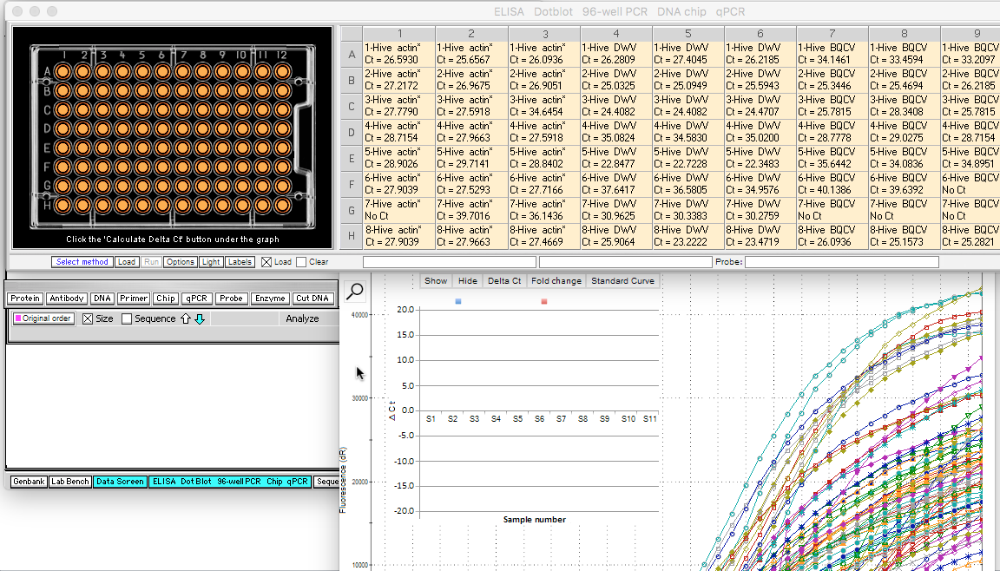 ELISA Dotblot 96-well PCR DNA chip qPCR
1 2 3 4 5 6 7 8 9 10 11 12
A
B
C
D
E
F
G
H
Click the 'Calculate Delta Ct' button under the graph
1 2 3 4 5 6 7 8 9
A 1-Hive actin* 1-Hive actin* 1-Hive actin* 1-Hive DWV 1-Hive DWV 1-Hive DWV 1-Hive BQCV 1-Hive BQCV 1-Hive BQCV
Ct = 26.5930 Ct = 25.6567 Ct = 26.0936 Ct = 26.2809 Ct = 27.4045 Ct = 26.2185 Ct = 34.1461 Ct = 33.4594 Ct = 33.2097
B 2-Hive actin* 2-Hive actin* 2-Hive actin* 2-Hive DWV 2-Hive DWV 2-Hive DWV 2-Hive BQCV 2-Hive BQCV 2-Hive BQCV
Ct = 27.2172 Ct = 26.9675 Ct = 26.9051 Ct = 25.0325 Ct = 25.0949 Ct = 25.5943 Ct = 25.3446 Ct = 25.4694 Ct = 26.2185
C 3-Hive actin* 3-Hive actin* 3-Hive actin* 3-Hive DWV 3-Hive DWV 3-Hive DWV 3-Hive BQCV 3-Hive BQCV 3-Hive BQCV
Ct = 27.7790 Ct = 27.5918 Ct = 34.6454 Ct = 24.4082 Ct = 24.4082 Ct = 24.4707 Ct = 25.7815 Ct = 28.3408 Ct = 25.7815
D 4-Hive actin* 4-Hive actin* 4-Hive actin* 4-Hive DWV 4-Hive DWV 4-Hive DWV 4-Hive BQCV 4-Hive BQCV 4-Hive BQCV
Ct = 28.7154 Ct = 27.9663 Ct = 27.5918 Ct = 35.0824 Ct = 34.5830 Ct = 35.0200 Ct = 28.7778 Ct = 29.0275 Ct = 28.7154
E 5-Hive actin* 5-Hive actin* 5-Hive actin* 5-Hive DWV 5-Hive DWV 5-Hive DWV 5-Hive BQCV 5-Hive BQCV 5-Hive BQCV
Ct = 28.9026 Ct = 29.7141 Ct = 28.8402 Ct = 22.8477 Ct = 22.7228 Ct = 22.3483 Ct = 35.6442 Ct = 34.0836 Ct = 34.8951
F 6-Hive actin* 6-Hive actin* 6-Hive actin* 6-Hive DWV 6-Hive DWV 6-Hive DWV 6-Hive BQCV 6-Hive BQCV 6-Hive BQCV
Ct = 27.9039 Ct = 27.5293 Ct = 27.7166 Ct = 37.6417 Ct = 36.5805 Ct = 34.9576 Ct = 40.1386 Ct = 39.6392 No Ct
G 7-Hive actin* 7-Hive actin* 7-Hive actin* 7-Hive DWV 7-Hive DWV 7-Hive DWV 7-Hive BQCV 7-Hive BQCV 7-Hive BQCV
No Ct Ct = 39.7016 Ct = 36.1436 Ct = 30.9625 Ct = 30.3383 Ct = 30.2759 No Ct No Ct No Ct
H 8-Hive actin* 8-Hive actin* 8-Hive actin* 8-Hive DWV 8-Hive DWV 8-Hive DWV 8-Hive BQCV 8-Hive BQCV 8-Hive BQCV
Ct = 27.9039 Ct = 27.9663 Ct = 27.4669 Ct = 25.9064 Ct = 23.2222 Ct = 23.4719 Ct = 26.0936 Ct = 25.1573 Ct = 25.2821
Select method Load Run Options Light Labels Load Clear Probe:
Protein Antibody DNA Primer Chip qPCR Probe Enzyme Cut DNA
Original order Size Sequence Analyze
Genbank Lab Bench Data Screen ELISA Dot Blot 96-well PCR Chip qPCR Seque
Show Hide Delta Ct Fold change Standard Curve
20.0
15.0
10.0
5.0
0.0
-5.0
-10.0
-15.0
-20.0
Δ Ct
S1 S2 S3 S4 S5 S6 S7 S8 S9 S10 S11
Sample number
40000
30000
20000
10000
Fluorescence (dR)